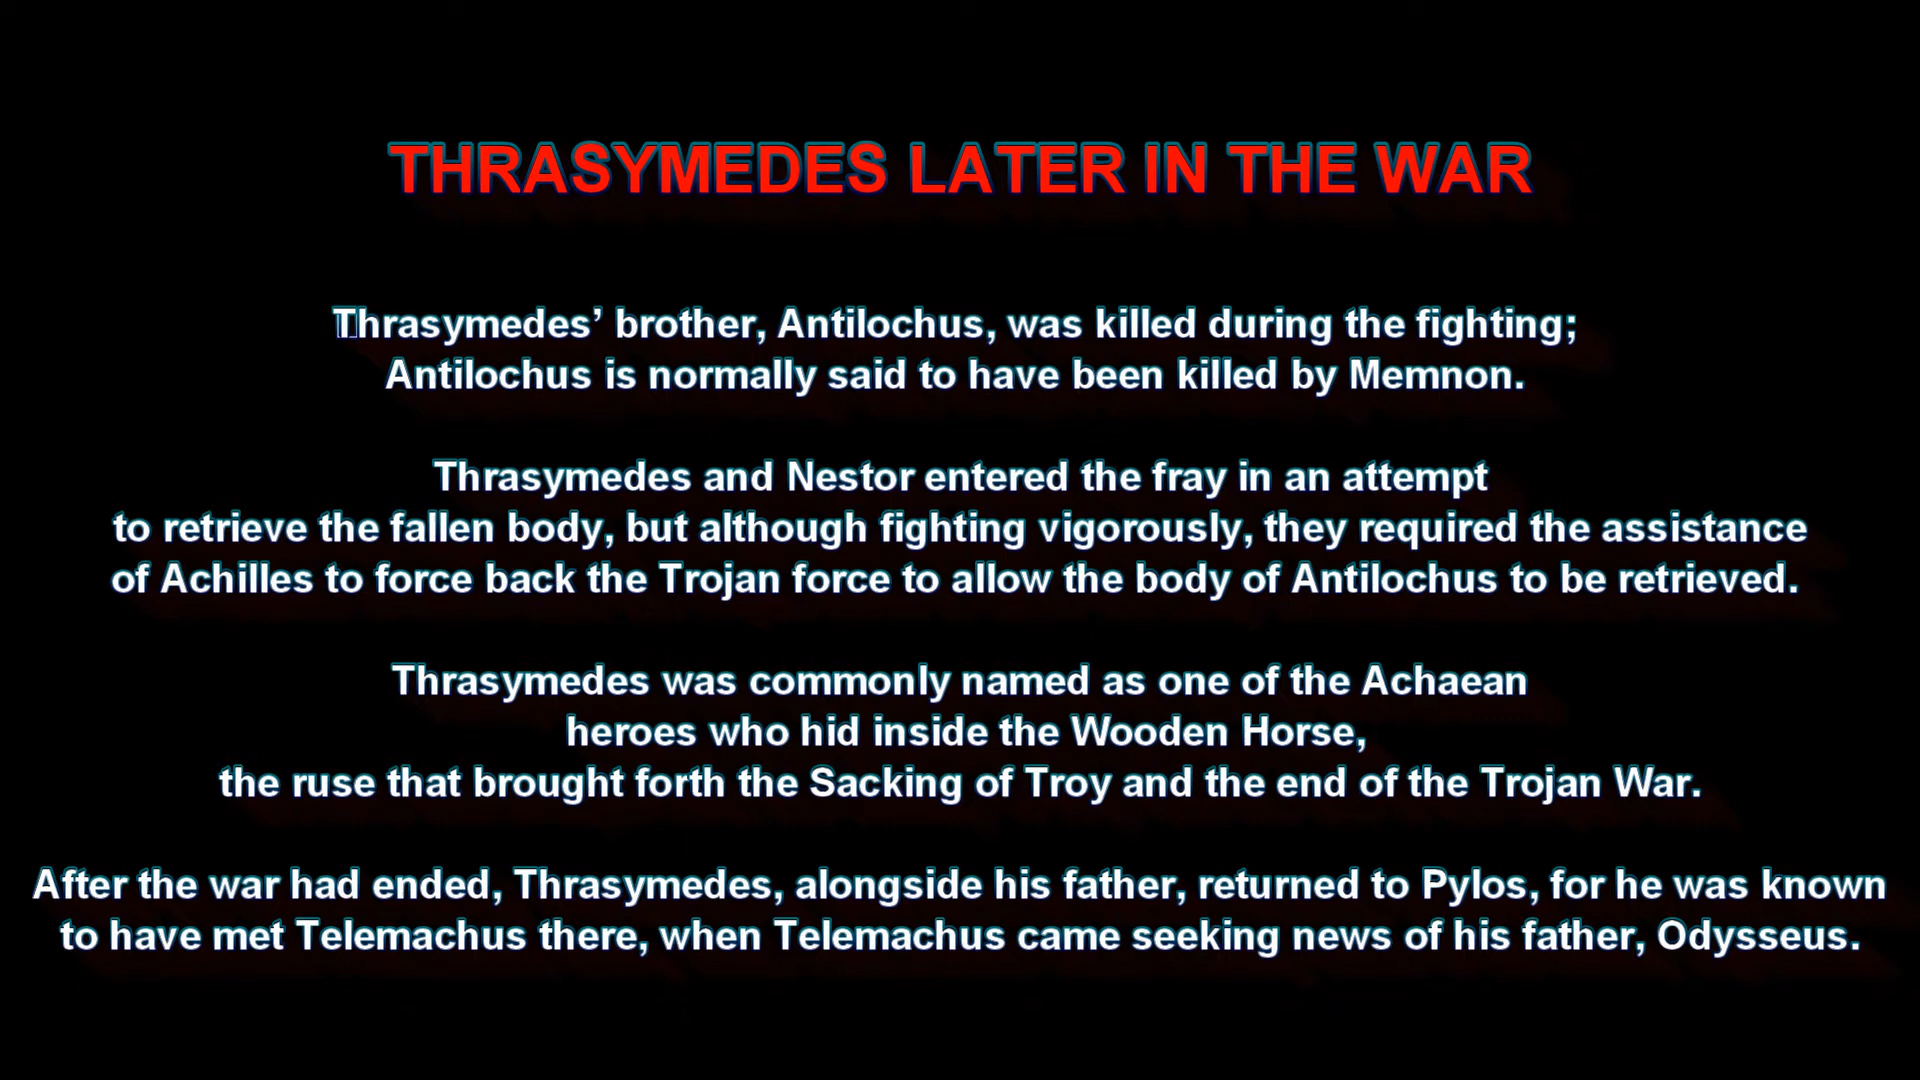 THRASYMEDES LATER IN THE WAR
Thrasymedes’ brother, Antilochus, was killed during the fighting;
Antilochus is normally said to have been killed by Memnon.
Thrasymedes and Nestor entered the fray in an attempt
to retrieve the fallen body, but although fighting vigorously, they required the assistance
of Achilles to force back the Trojan force to allow the body of Antilochus to be retrieved.
Thrasymedes was commonly named as one of the Achaean
heroes who hid inside the Wooden Horse,
the ruse that brought forth the Sacking of Troy and the end of the Trojan War.
After the war had ended, Thrasymedes, alongside his father, returned to Pylos, for he was known
to have met Telemachus there, when Telemachus came seeking news of his father, Odysseus.